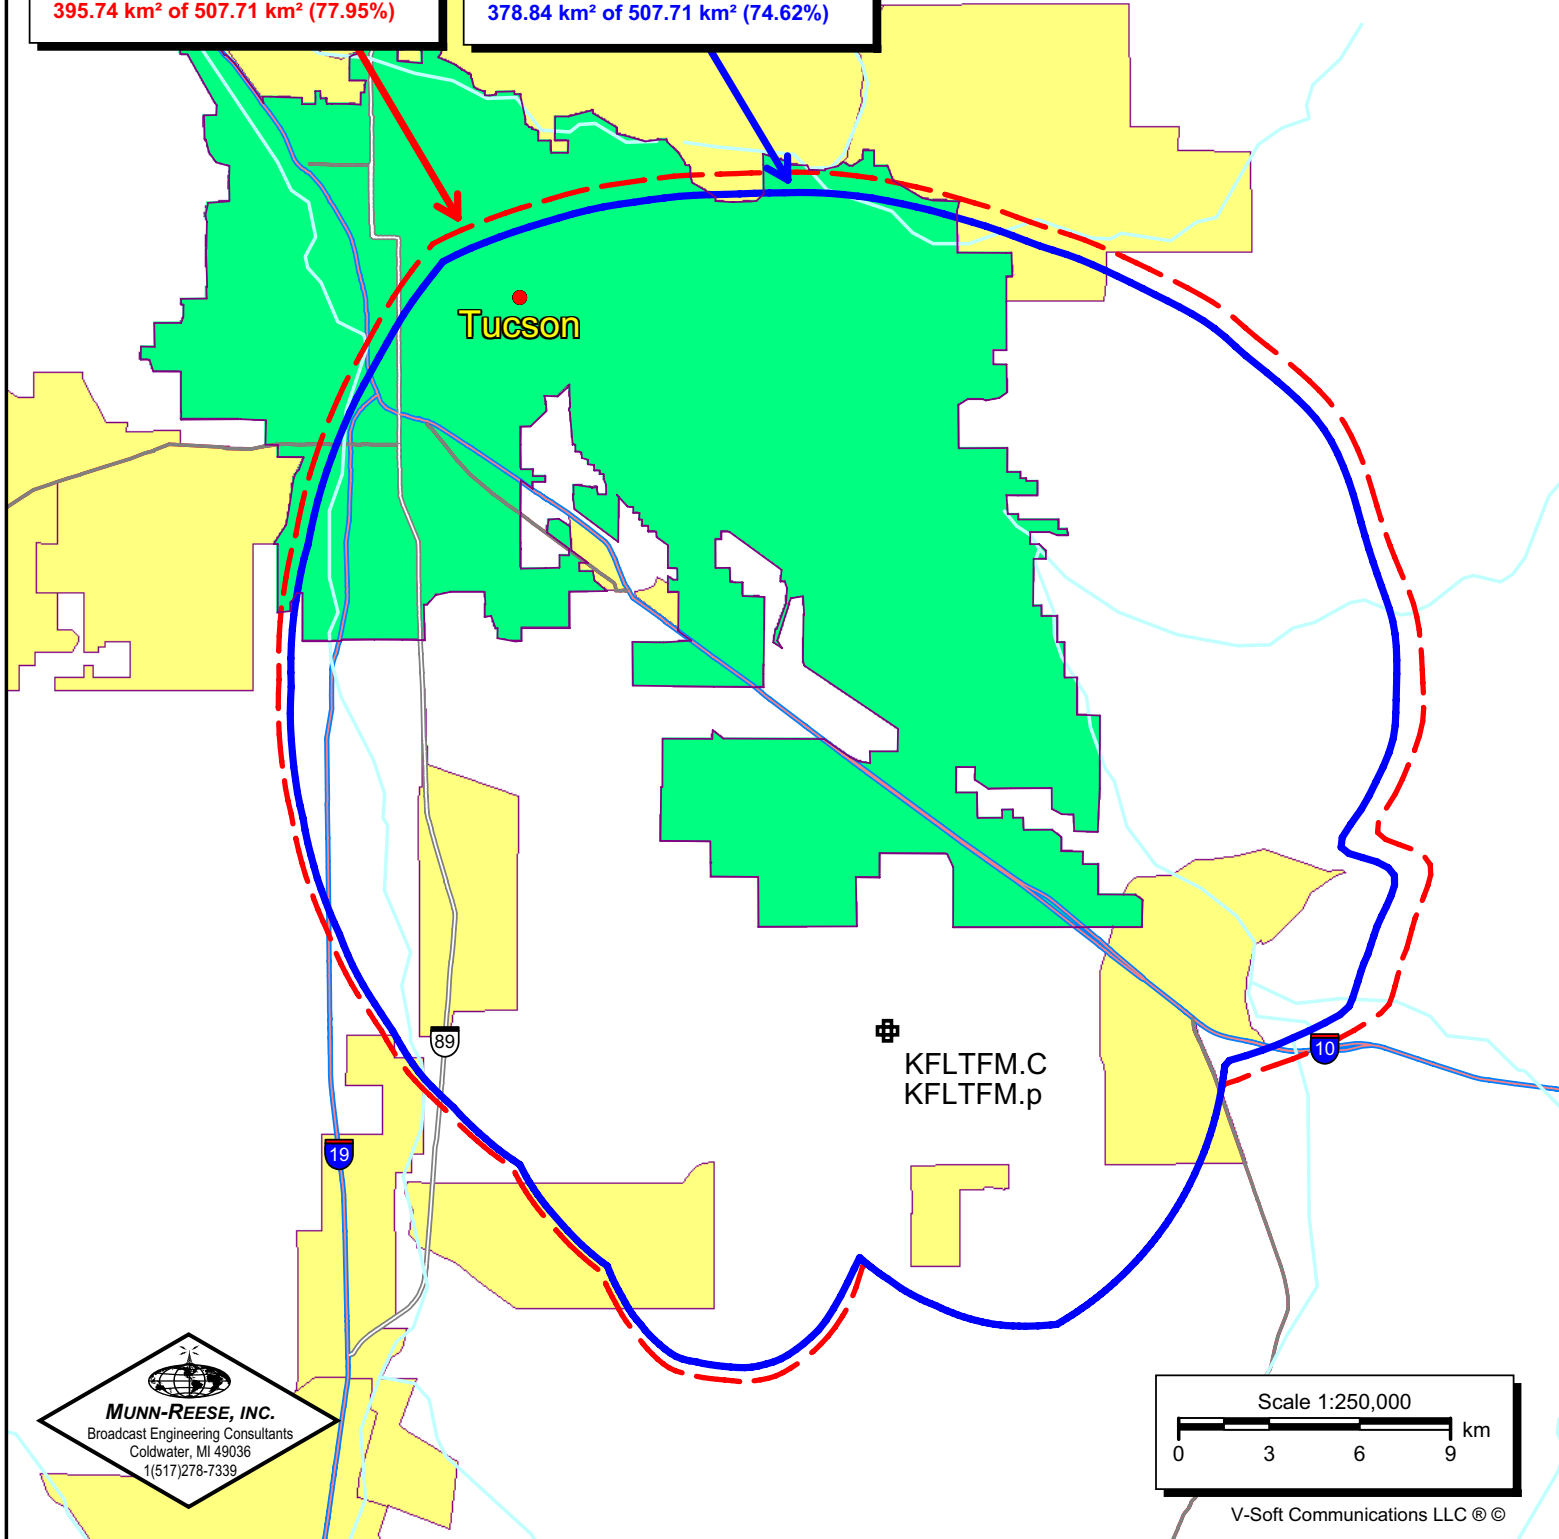 395.74 km² of 507.71 km² (77.95%)
378.84 km² of 507.71 km² (74.62%)
Tucson
KFLTFM.C
KFLTFM.p
89
10
19
MUNN-REESE, INC.
Broadcast Engineering Consultants
Coldwater, MI 49036
1(517)278-7339
Scale 1:250,000
km
0 3 6 9
V-Soft Communications LLC ® ©